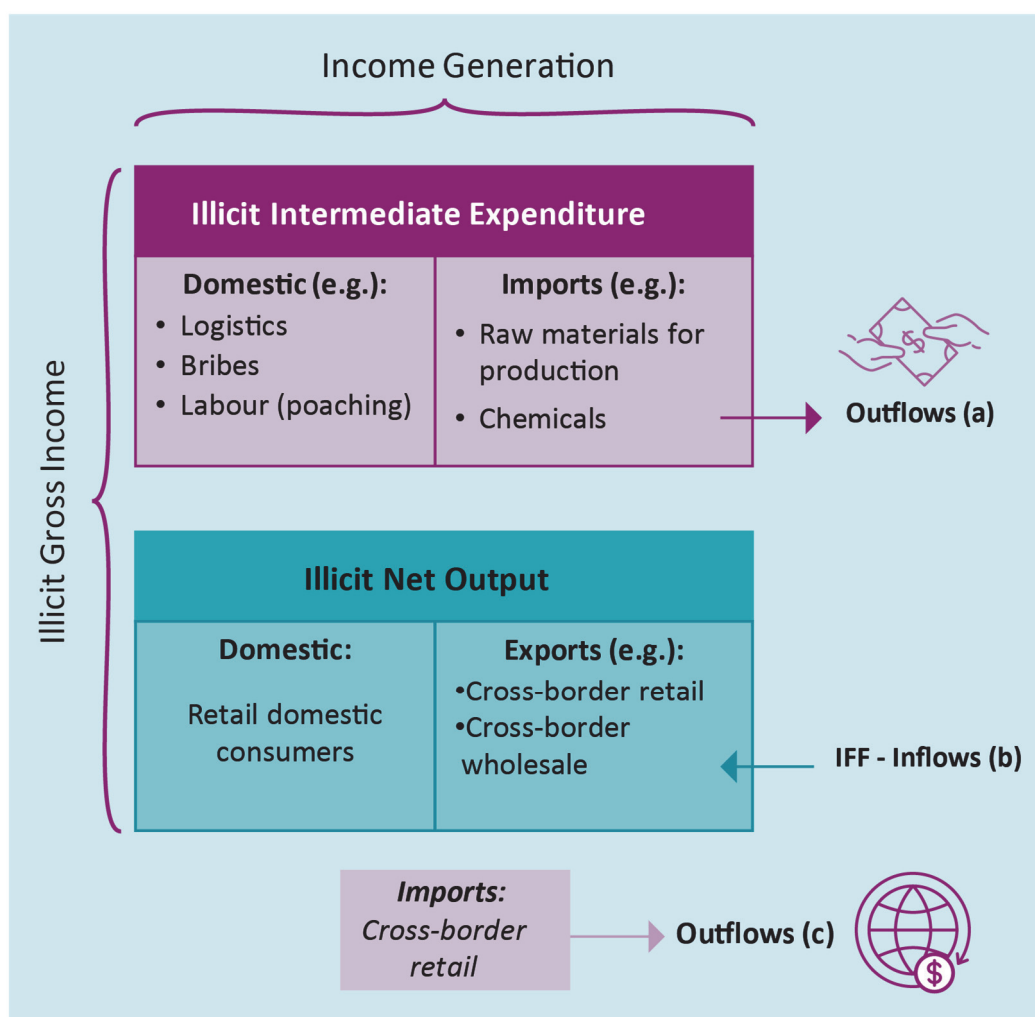 Income Generation
Illicit Gross Income
Illicit Intermediate Expenditure
Domestic (e.g.):
• Logistics
• Bribes
• Labour (poaching)
Imports (e.g.):
• Raw materials for
production
• Chemicals
$
Outflows (a)
Illicit Net Output
Domestic:
Retail domestic
consumers
Exports (e.g.):
•Cross-border retail
•Cross-border
wholesale
IFF - Inflows (b)
Imports:
Cross-border
retail
Outflows (c)
$